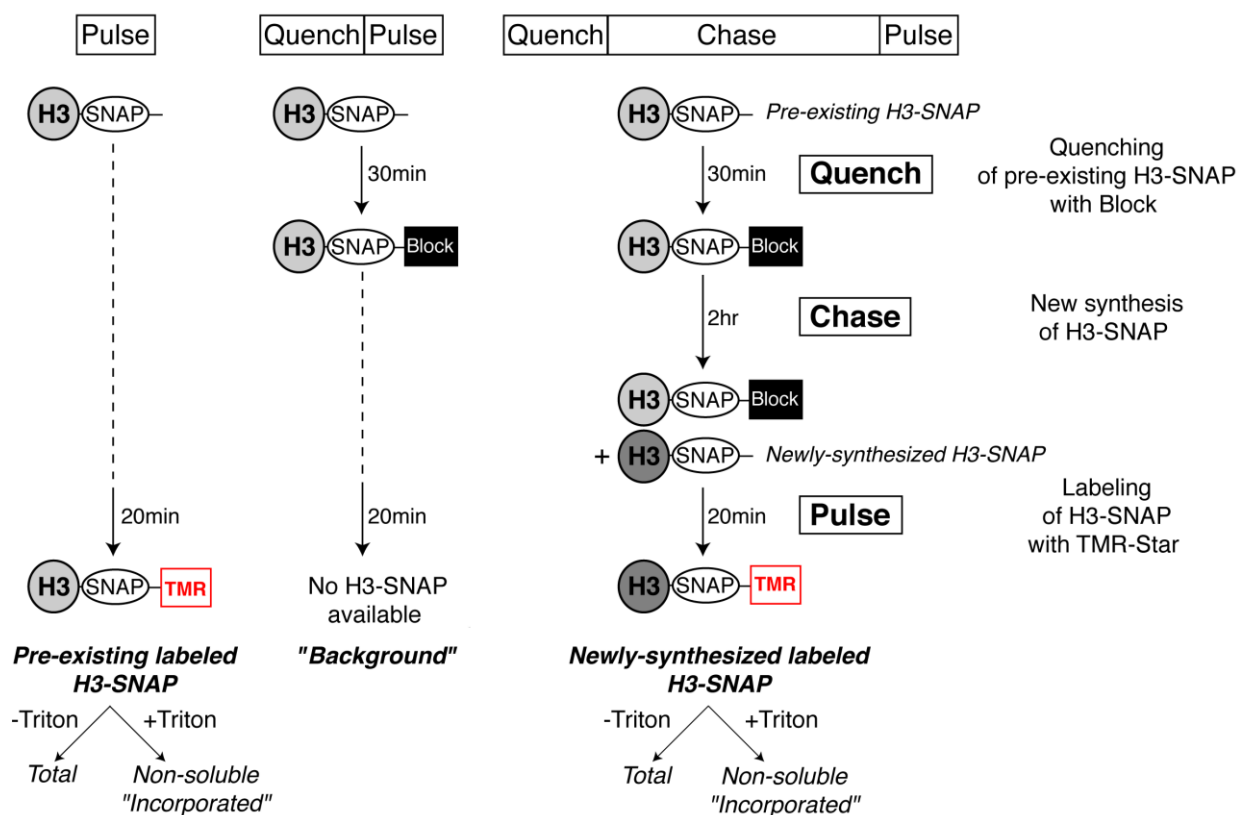 Pulse
Quench Pulse
Quench Chase Pulse
H3 SNAP
H3 SNAP
H3 SNAP Pre-existing H3-SNAP
30min
30min
Quench
Quenching
of pre-existing H3-SNAP
with Block
H3 SNAP Block
H3 SNAP Block
2hr
Chase
New synthesis
of H3-SNAP
H3 SNAP Block
+ H3 SNAP Newly-synthesized H3-SNAP
20min
20min
20min
Pulse
Labeling
of H3-SNAP
with TMR-Star
H3 SNAP TMR
No H3-SNAP
available
H3 SNAP TMR
Pre-existing labeled
H3-SNAP
"Background"
Newly-synthesized labeled
H3-SNAP
-Triton +Triton
-Triton +Triton
Total
Non-soluble
"Incorporated"
Total
Non-soluble
"Incorporated"